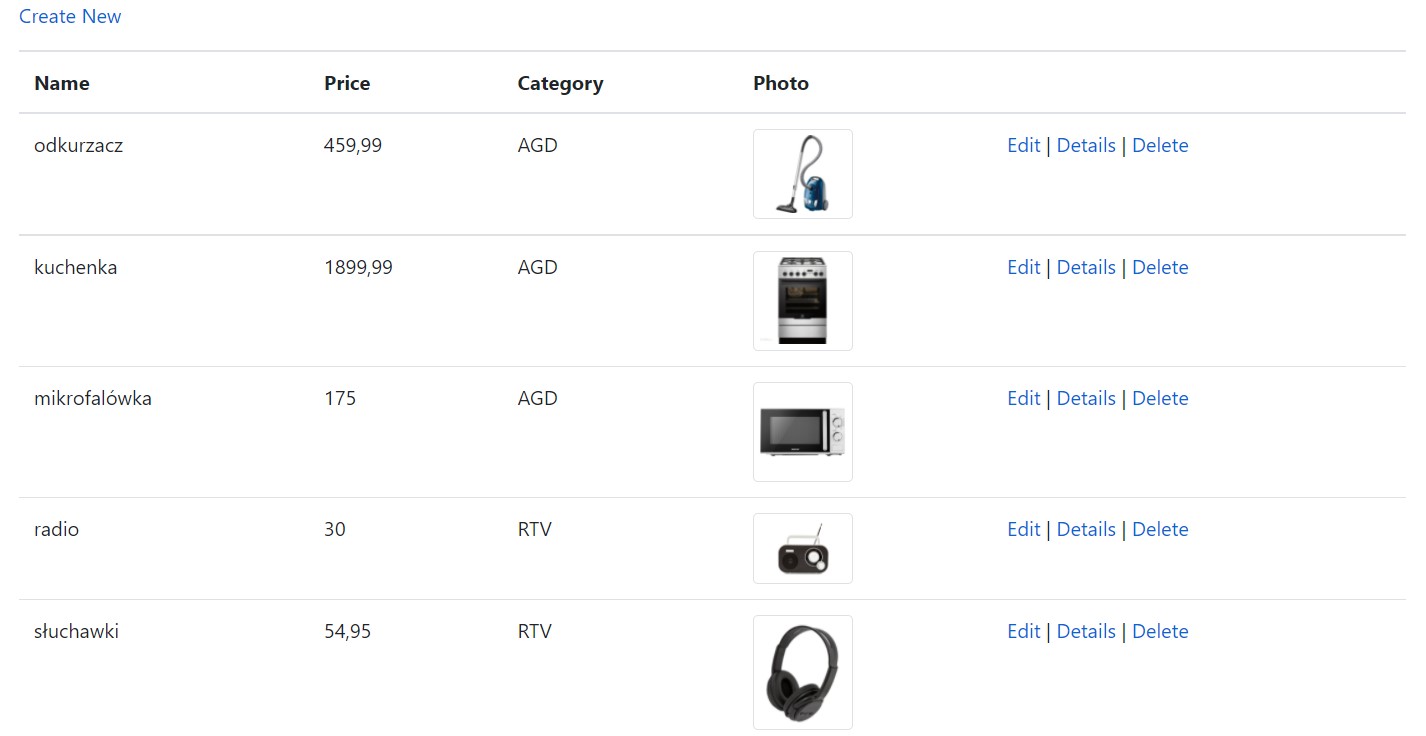 Create New
Name Price Category Photo
odkurzacz 459,99 AGD Edit | Details | Delete
kuchenka 1899,99 AGD Edit | Details | Delete
mikrofalówka 175 AGD Edit | Details | Delete
radio 30 RTV Edit | Details | Delete
słuchawki 54,95 RTV Edit | Details | Delete